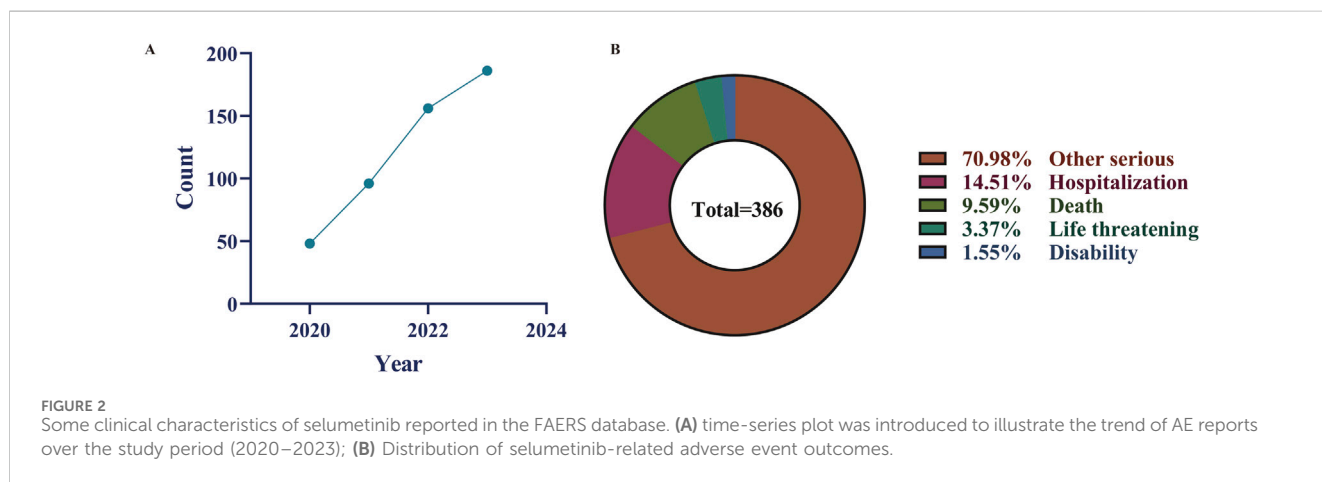 A
200
150
100
50
0
Count
2020
2022
2024
Year
B
Total=386
70.98% Other serious
14.51% Hospitalization
9.59% Death
3.37% Life threatening
1.55% Disability
FIGURE 2
Some clinical characteristics of selumetinib reported in the FAERS database. (A) time-series plot was introduced to illustrate the trend of AE reports
over the study period (2020–2023); (B) Distribution of selumetinib-related adverse event outcomes.